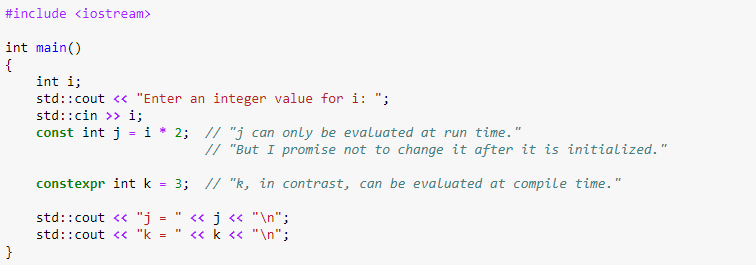 #include <iostream>
int main()
{
    int i;
    std::cout << "Enter an integer value for i: ";
    std::cin >> i;
    const int j = i * 2;  // "j can only be evaluated at run time."
                          // "But I promise not to change it after it is initialized."
    constexpr int k = 3;  // "k, in contrast, can be evaluated at compile time."
    std::cout << "j = " << j << "\n";
    std::cout << "k = " << k << "\n";
}